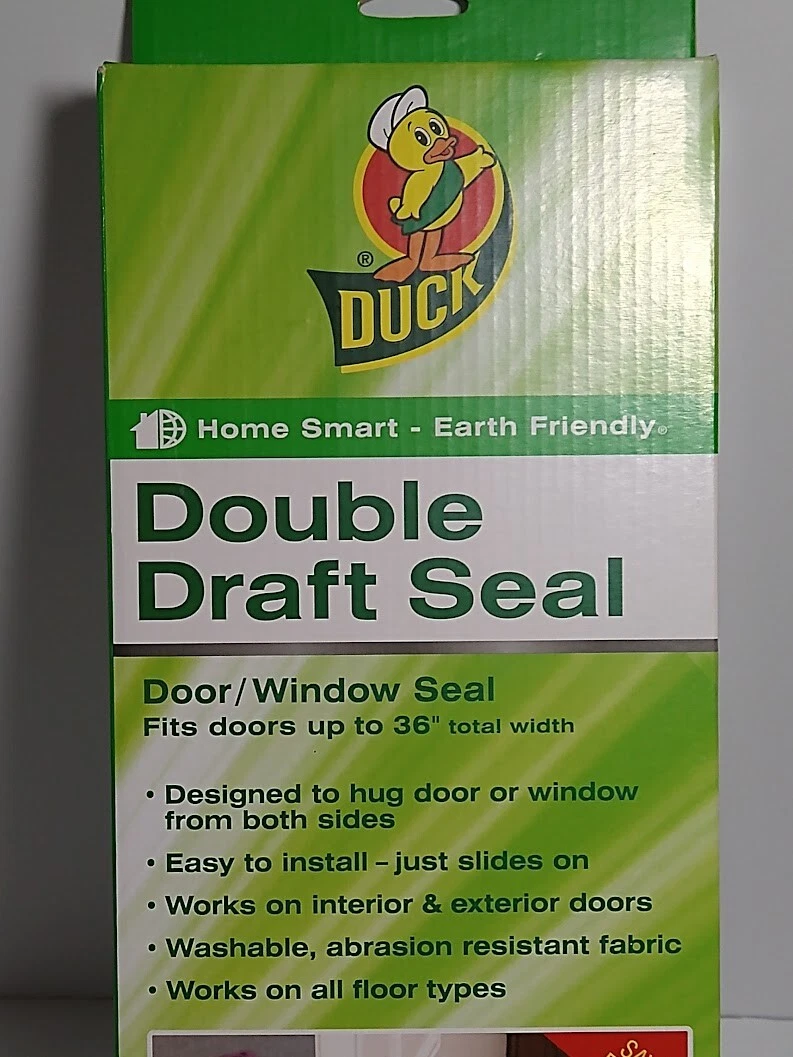 ®
DUCK
Home Smart - Earth Friendly®
Double
Draft Seal
Door/Window Seal
Fits doors up to 36" total width
• Designed to hug door or window
from both sides
• Easy to install – just slides on
• Works on interior & exterior doors
• Washable, abrasion resistant fabric
• Works on all floor types